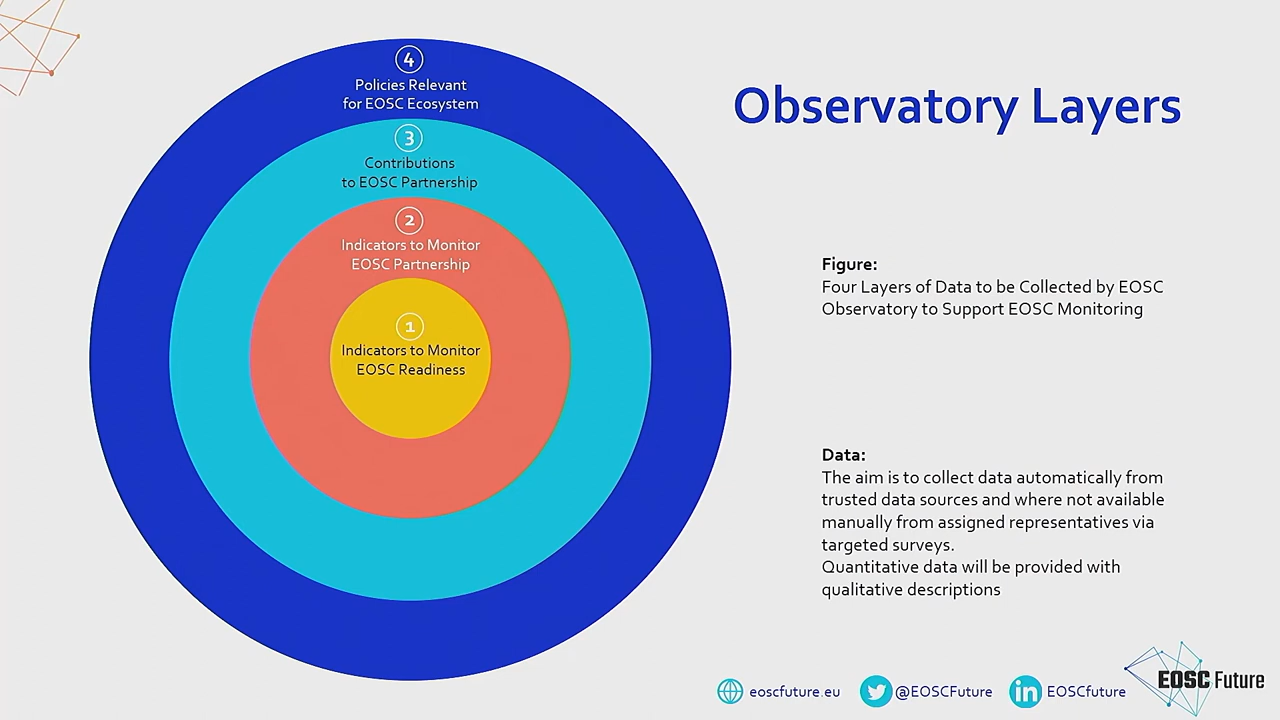 4
Policies Relevant
for EOSC Ecosystem
3
Contributions
to EOSC Partnership
2
Indicators to Monitor
EOSC Partnership
1
Indicators to Monitor
EOSC Readiness
Observatory Layers
Figure:
Four Layers of Data to be Collected by EOSC
Observatory to Support EOSC Monitoring
Data:
The aim is to collect data automatically from
trusted data sources and where not available
manually from assigned representatives via
targeted surveys.
Quantitative data will be provided with
qualitative descriptions
eoscfuture.eu
@EOSCFuture
in
EOSCfuture
EOSC Future